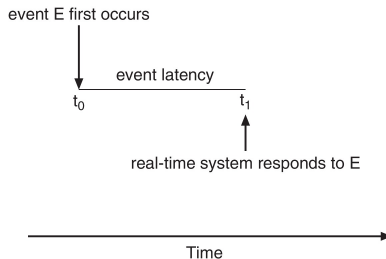 event E first occurs
event latency
t0
t1
real-time system responds to E
Time